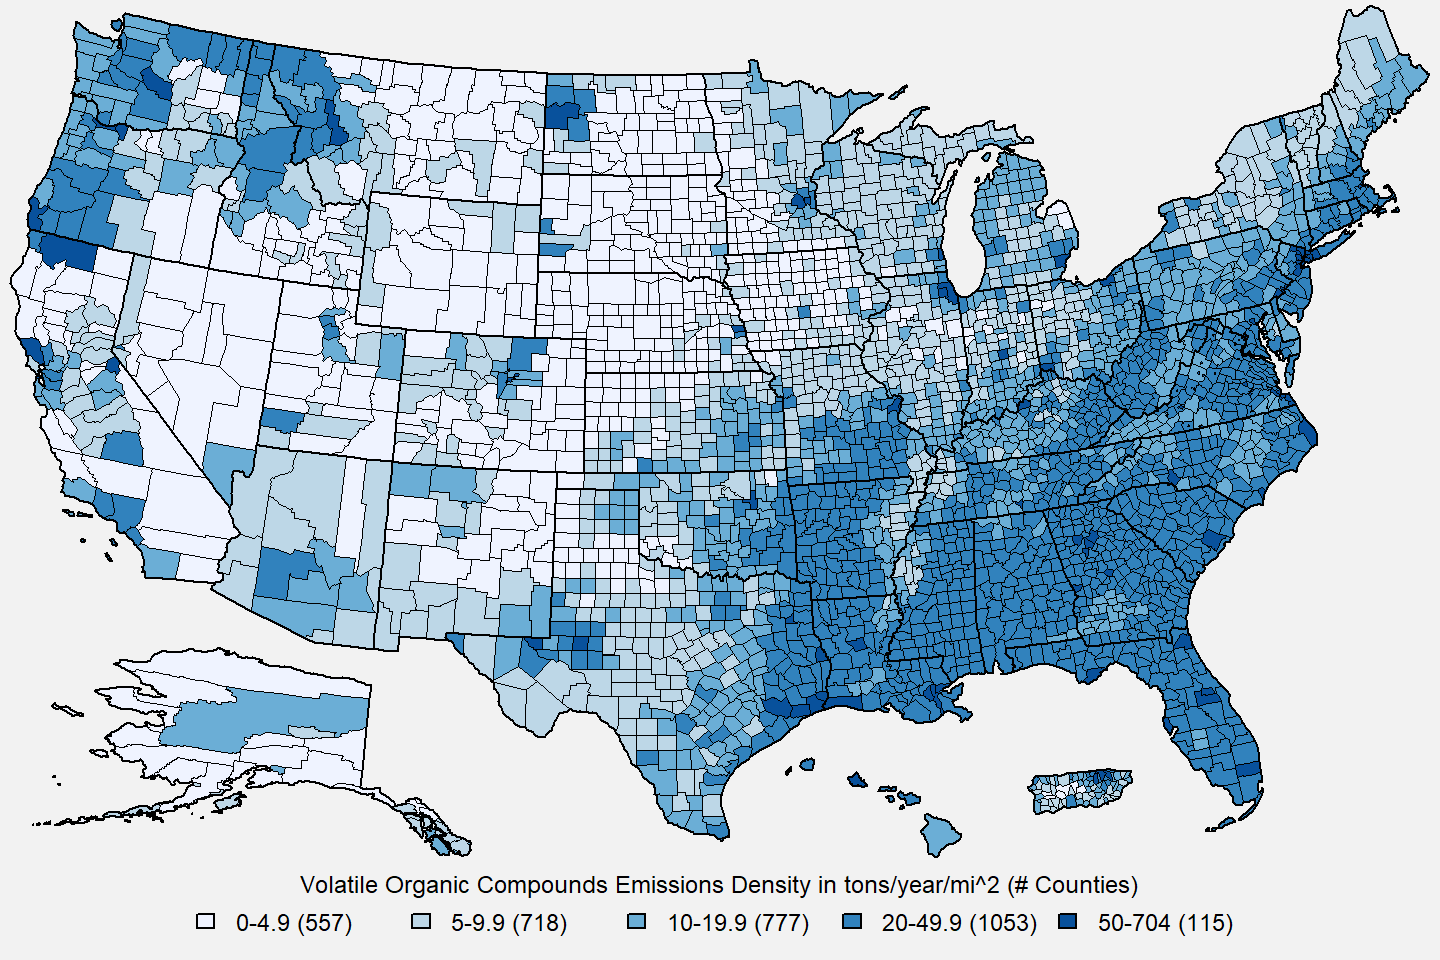 Volatile Organic Compounds Emissions Density in tons/year/mi^2 (# Counties)
0-4.9 (557) 5-9.9 (718) 10-19.9 (777) 20-49.9 (1053) 50-704 (115)